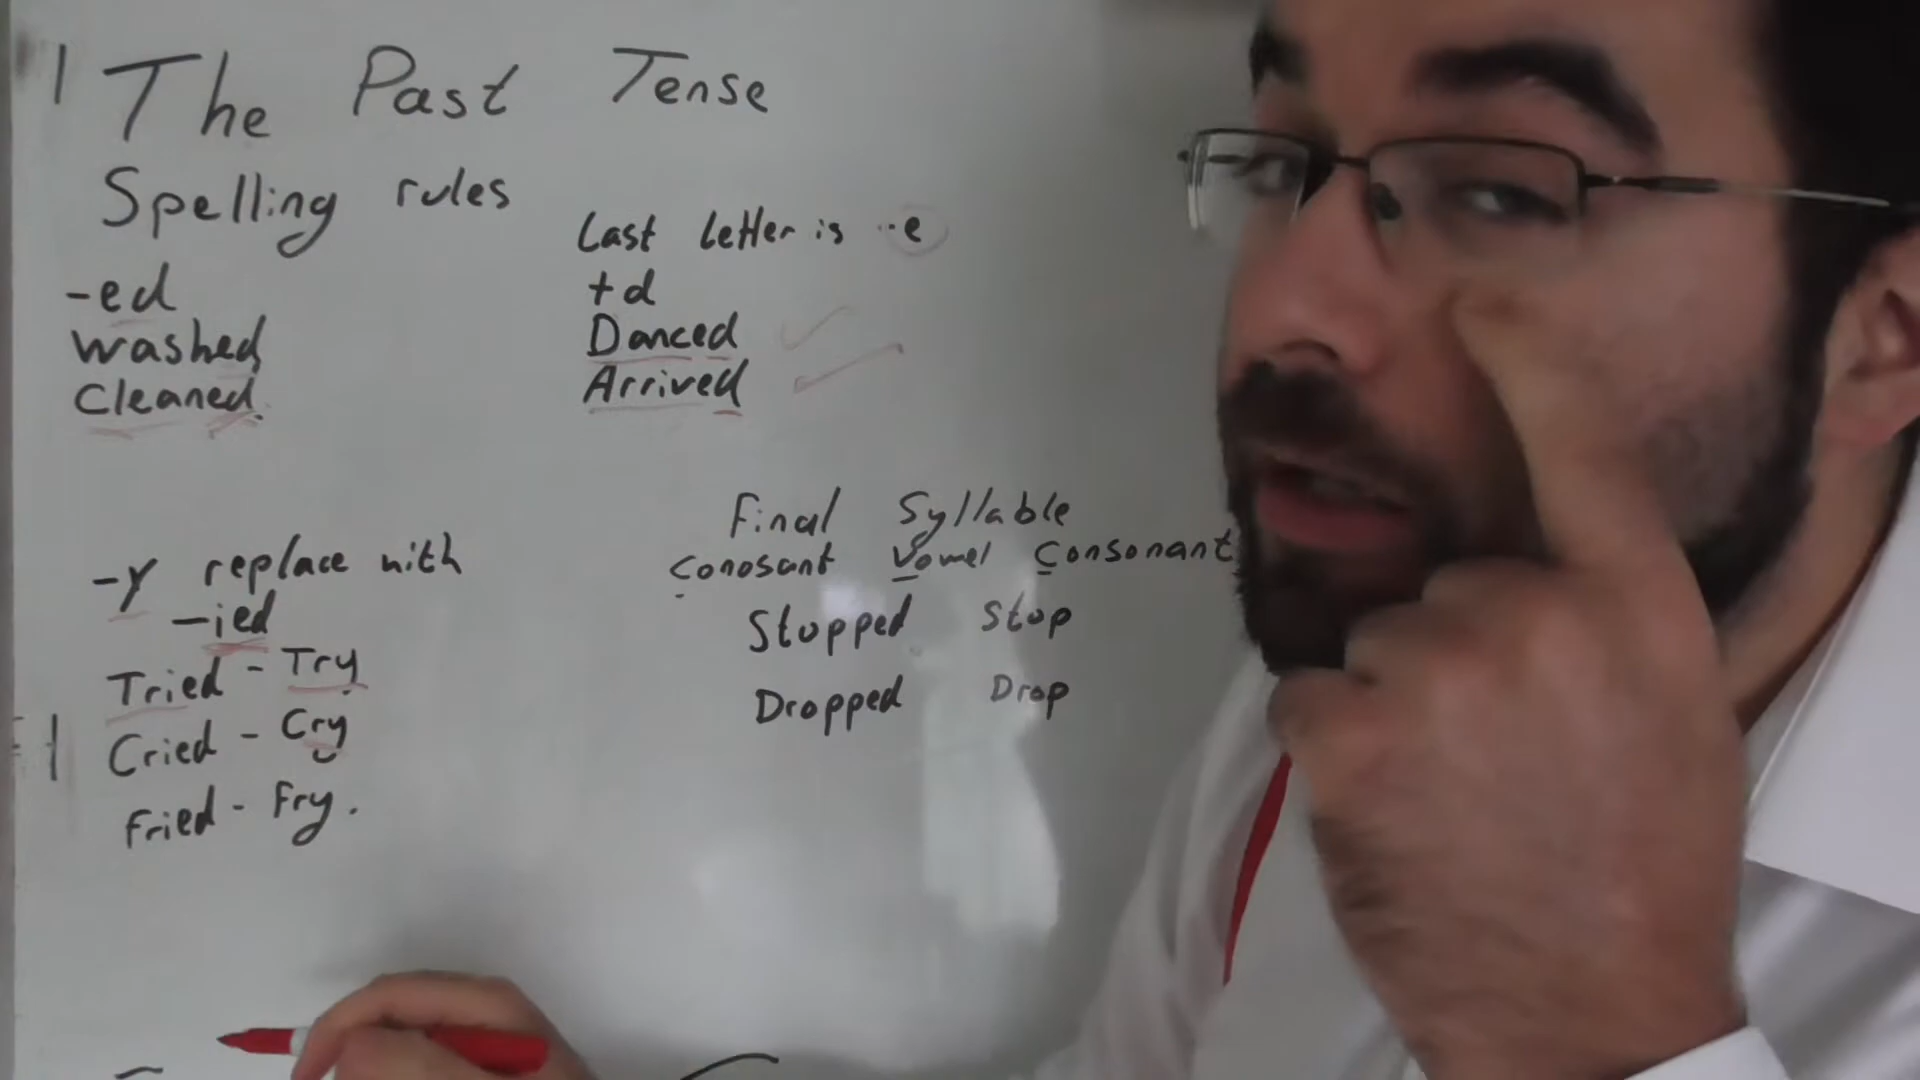 The Past Tense
Spelling rules
-ed
washed
Cleaned.
Last letter is ..e
+d
Danced
Arrived
-y replace with
-ied
Tried - Try
Cried - Cry
Fried - Fry.
Final Syllable
Conosant Vowel Consonant
Stopped Stop
Dropped Drop